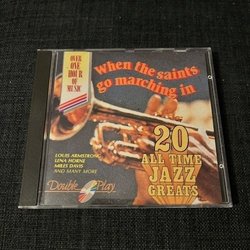 OVER
ONE
HOUR
OF
MUSIC
when the saints
go marching in
20
ALL TIME
JAZZ
GREATS
LOUIS ARMSTRONG
LENA HORNE
MILES DAVIS
AND MANY MORE
Double Play